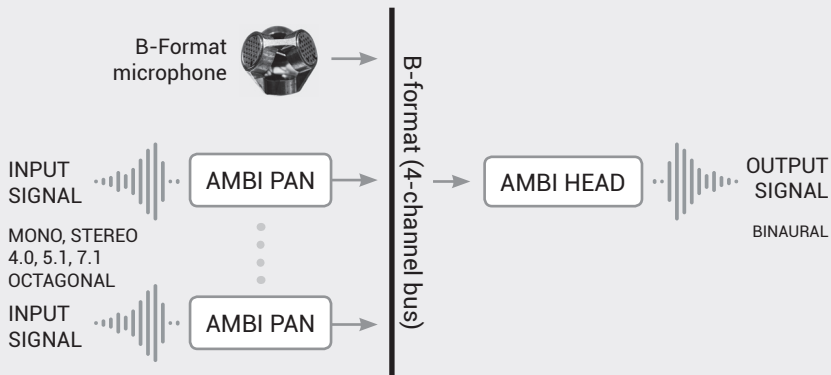 B-Format
microphone
INPUT
SIGNAL
AMBI PAN
MONO, STEREO
4.0, 5.1, 7.1
OCTAGONAL
INPUT
SIGNAL
AMBI PAN
B-format (4-channel bus)
AMBI HEAD
OUTPUT
SIGNAL
BINAURAL